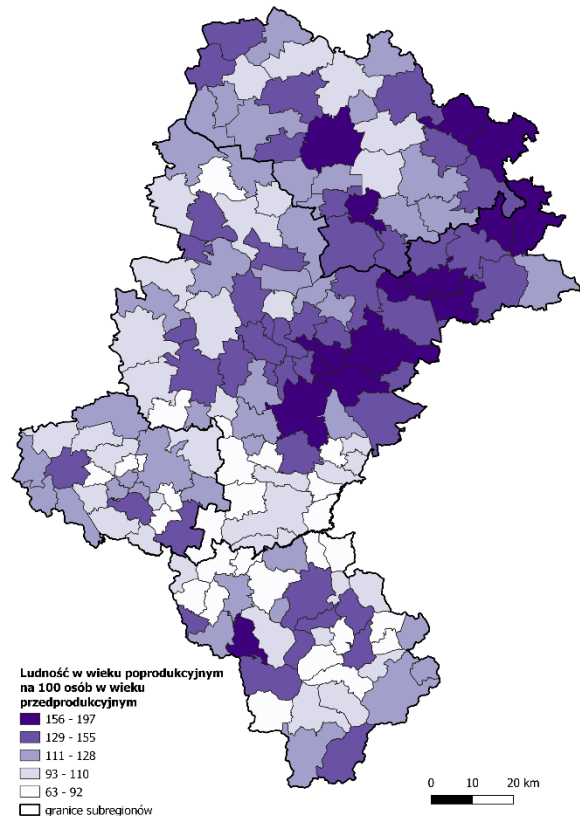 Ludność w wieku poprodukcyjnym
na 100 osób w wieku
przedprodukcyjnym
156 - 197
129 - 155
111 - 128
93 - 110
63 - 92
granice subregionów
0 10 20 km